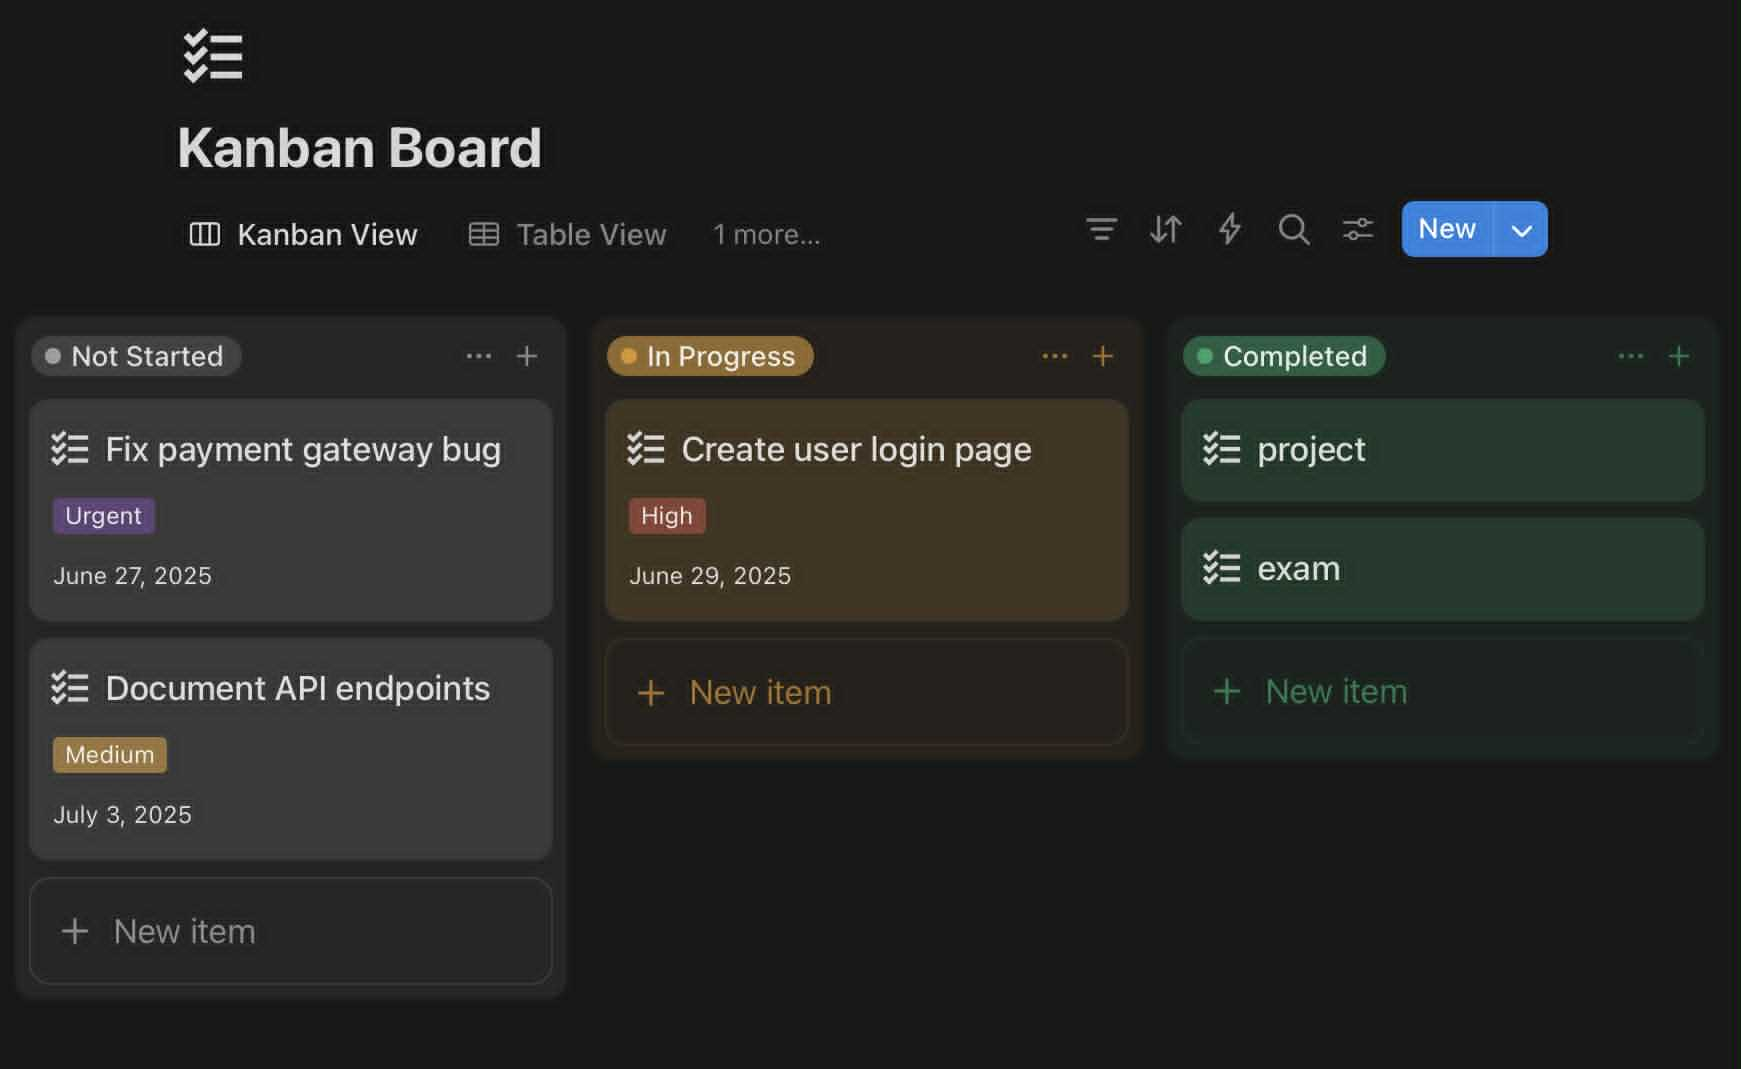 Kanban Board
Kanban View
Table View
1 more...
New
Not Started
Fix payment gateway bug
Urgent
June 27, 2025
Document API endpoints
Medium
July 3, 2025
New item
In Progress
Create user login page
High
June 29, 2025
New item
Completed
project
exam
New item